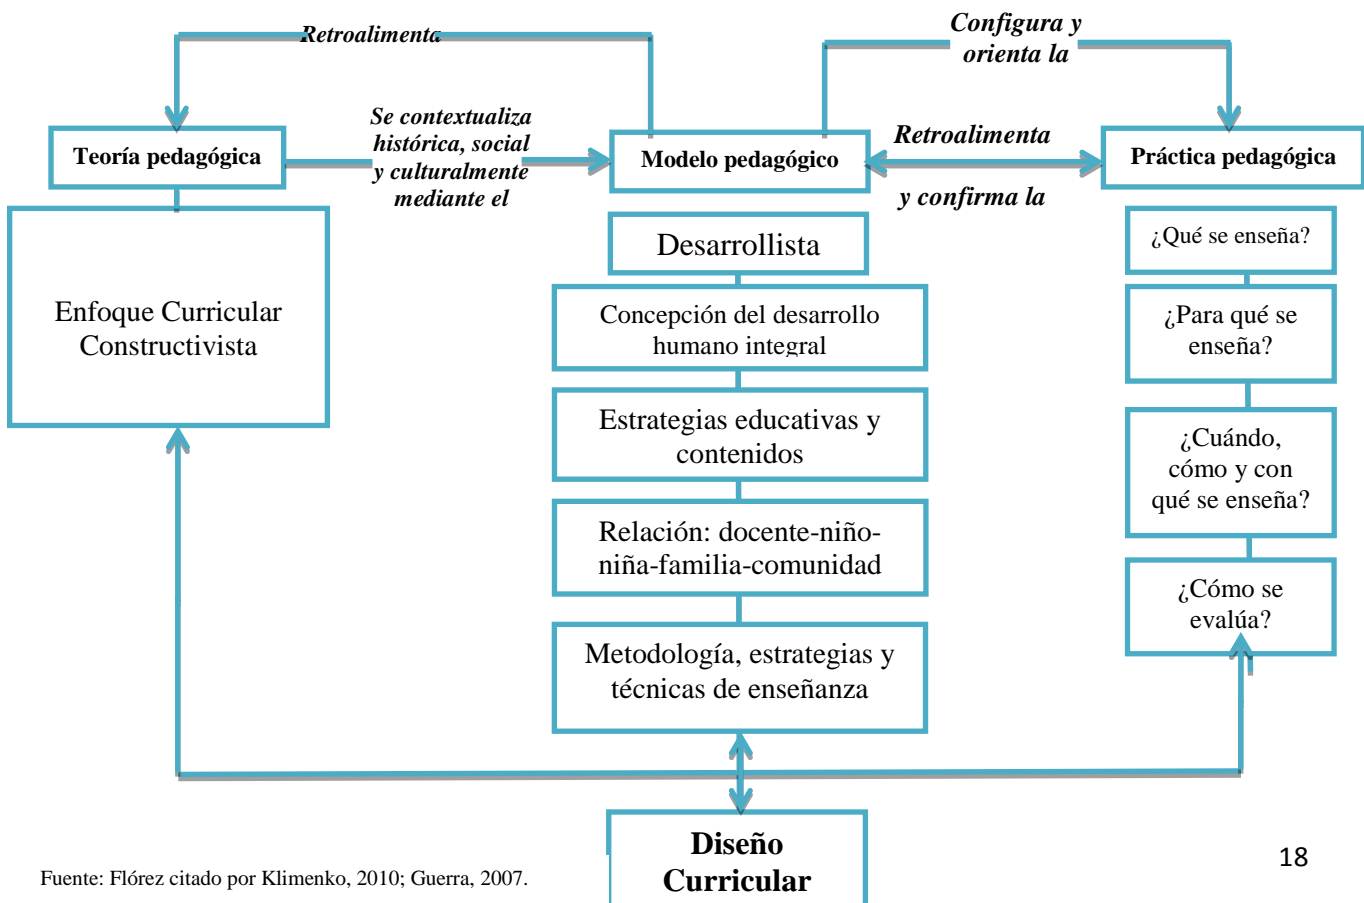 Retroalimenta
Configura y
orienta la
Se contextualiza
histórica, social
y culturalmente
mediante el
Teoría pedagógica
Modelo pedagógico
Retroalimenta
y confirma la
Práctica pedagógica
Enfoque Curricular
Constructivista
Desarrollista
Concepción del desarrollo
humano integral
Estrategias educativas y
contenidos
Relación: docente-niño-
niña-familia-comunidad
Metodología, estrategias y
técnicas de enseñanza
¿Qué se enseña?
¿Para qué se
enseña?
¿Cuándo,
cómo y con
qué se enseña?
¿Cómo se
evalúa?
Diseño
Curricular
Fuente: Flórez citado por Klimenko, 2010; Guerra, 2007.
18